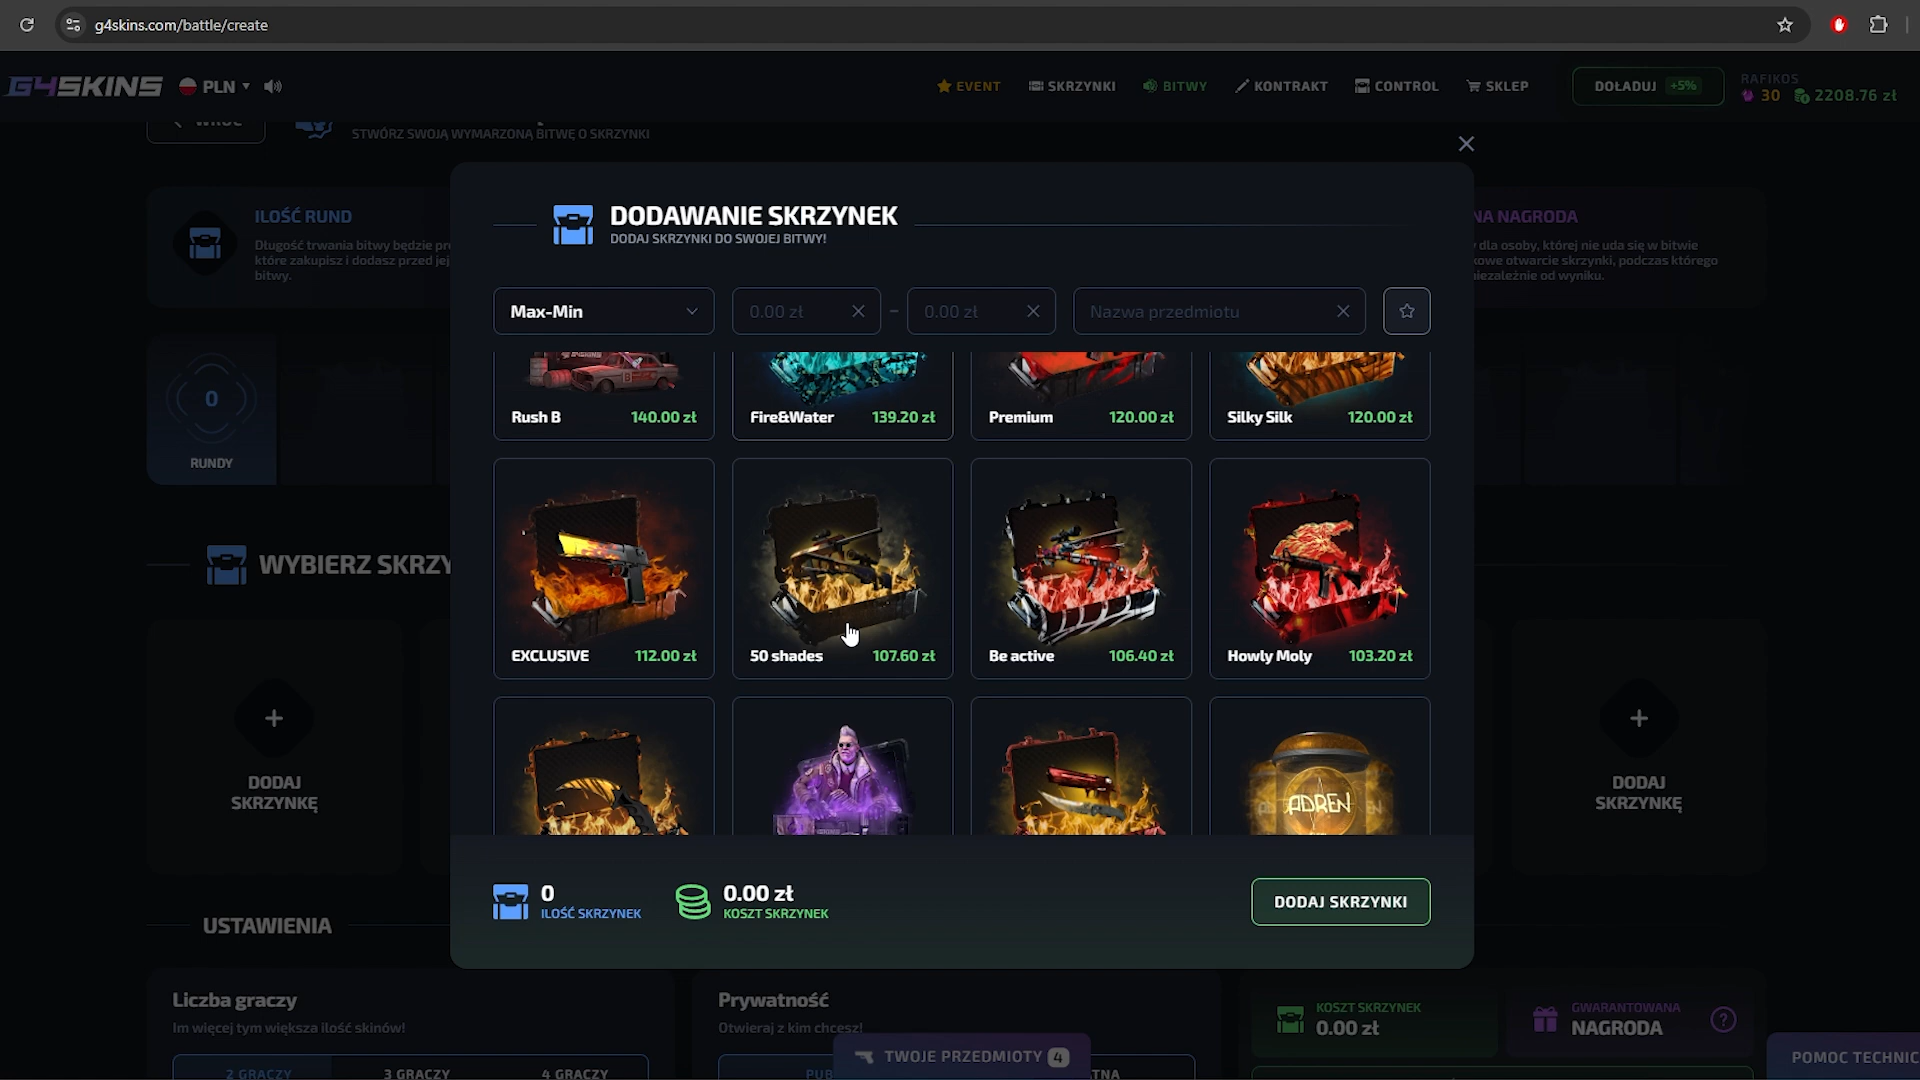 g4skins.com/battle/create
G4SKINS
PLN
EVENT
SKRZYNKI
BITWY
KONTRAKT
CONTROL
SKLEP
DOŁADUJ +5%
RAFIKOS
30 2208.76 zł
STWÓRZ SWOJĄ WYMARZONĄ BITWĘ O SKRZYNKI
ILOŚĆ RUND
Długość trwania bitwy będzie
które zakupisz i dodasz przed jej
bitwy.
NAGRODA
dla osoby, której nie uda się w bitwie
otwarcie skrzynki, podczas którego
niezależnie od wyniku.
DODAWANIE SKRZYNEK
DODAJ SKRZYNKI DO SWOJEJ BITWY!
Max-Min
0.00 zł
–
0.00 zł
Nazwa przedmiotu
0
RUNDY
Rush B 140.00 zł
Fire&Water 139.20 zł
Premium 120.00 zł
Silky Silk 120.00 zł
WYBIERZ SKRZY
EXCLUSIVE 112.00 zł
50 shades 107.60 zł
Be active 106.40 zł
Howly Moly 103.20 zł
ADREN
DODAJ
SKRZYNKĘ
DODAJ
SKRZYNKĘ
0
ILOŚĆ SKRZYNEK
0.00 zł
KOSZT SKRZYNEK
DODAJ SKRZYNKI
USTAWIENIA
Liczba graczy
Im więcej tym większa ilość skinów!
2 GRACZY
3 GRACZY
4 GRACZY
Prywatność
Otwieraj z kim chcesz!
TWOJE PRZEDMIOTY 4
KOSZT SKRZYNEK
0.00 zł
GWARANTOWANA
NAGRODA
?
POMOC TECHNIC